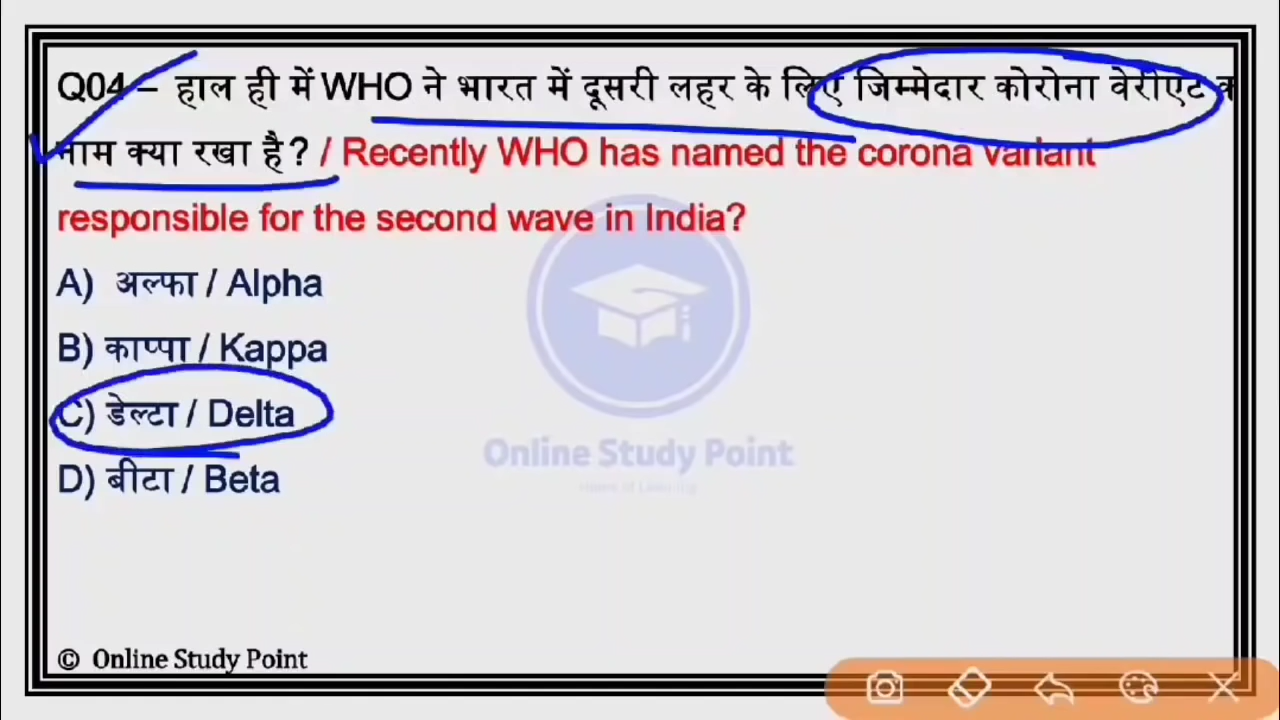 Q04 – हाल ही में WHO ने भारत में दूसरी लहर के लिए जिम्मेदार कोरोना वेरीएंट
नाम क्या रखा है? / Recently WHO has named the corona variant
responsible for the second wave in India?
A) अल्फा / Alpha
B) काप्पा / Kappa
C) डेल्टा / Delta
D) बीटा / Beta
Online Study Point
© Online Study Point